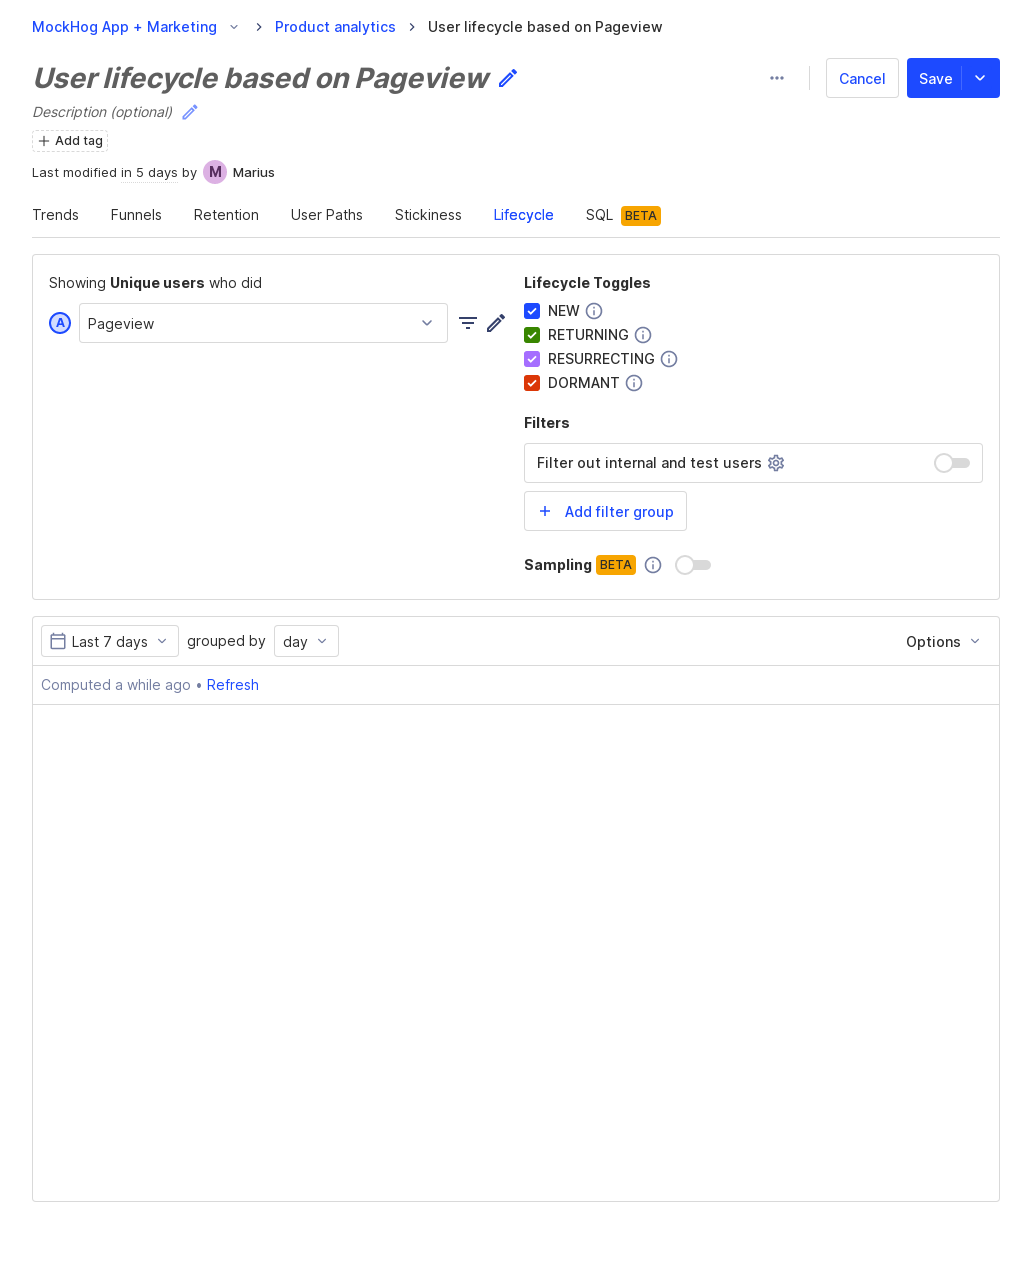 MockHog App + Marketing Product analytics User lifecycle based on Pageview
User lifecycle based on Pageview
Cancel Save
Description (optional)
Add tag
Last modified in 5 days by M Marius
Trends Funnels Retention User Paths Stickiness Lifecycle SQL BETA
Showing Unique users who did
A Pageview
Lifecycle Toggles
NEW
RETURNING
RESURRECTING
DORMANT
Filters
Filter out internal and test users
Add filter group
Sampling BETA
Last 7 days grouped by day Options
Computed a while ago • Refresh